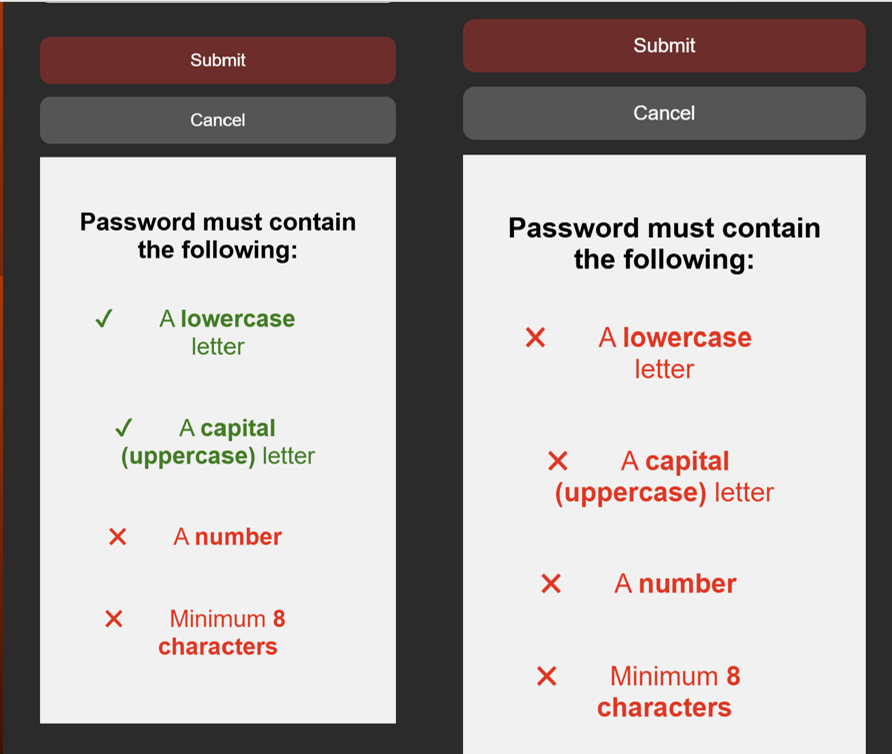 Submit
Cancel
Password must contain
the following:
✓ A lowercase
letter
✓ A capital
(uppercase) letter
✕ A number
✕ Minimum 8
characters
Submit
Cancel
Password must contain
the following:
✕ A lowercase
letter
✕ A capital
(uppercase) letter
✕ A number
✕ Minimum 8
characters